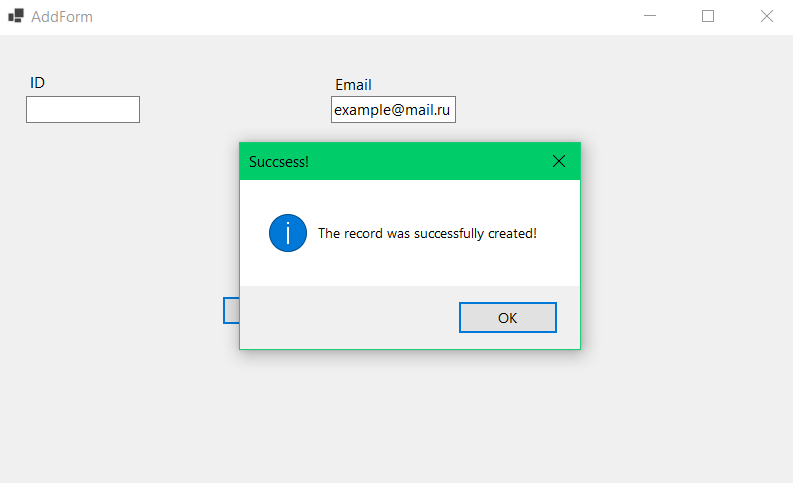 AddForm
ID
Email
example@mail.ru
Succsess!
The record was successfully created!
OK